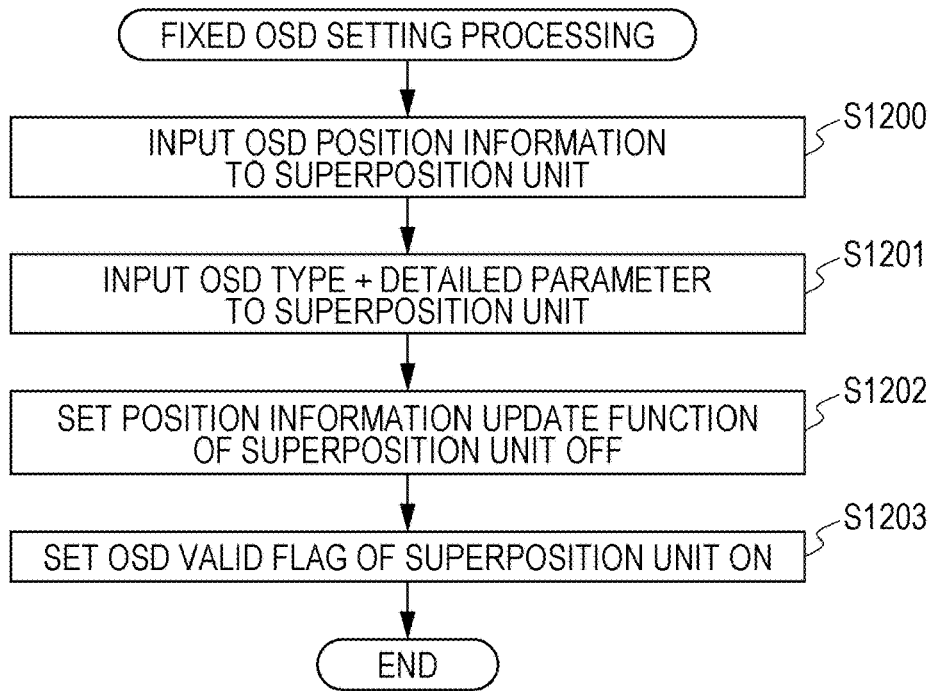 FIXED OSD SETTING PROCESSING
S1200
INPUT OSD POSITION INFORMATION
TO SUPERPOSITION UNIT
S1201
INPUT OSD TYPE + DETAILED PARAMETER
TO SUPERPOSITION UNIT
S1202
SET POSITION INFORMATION UPDATE FUNCTION
OF SUPERPOSITION UNIT OFF
S1203
SET OSD VALID FLAG OF SUPERPOSITION UNIT ON
END